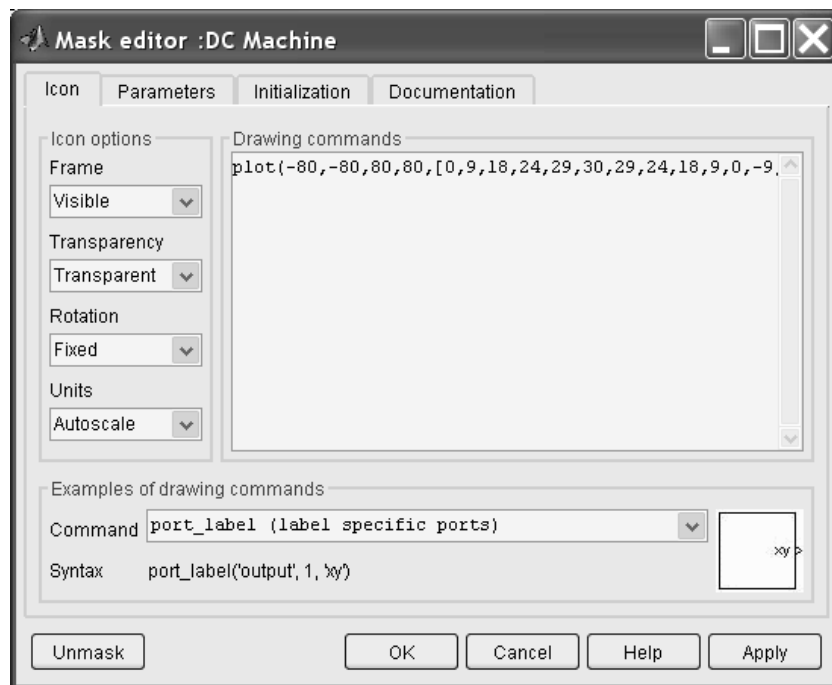 Mask editor :DC Machine
Icon Parameters Initialization Documentation
Icon options
Frame
Visible
Transparency
Transparent
Rotation
Fixed
Units
Autoscale
Drawing commands
plot(-80,-80,80,80,[0,9,18,24,29,30,29,24,18,9,0,-9,
Examples of drawing commands
Command port_label (label specific ports)
Syntax port_label('output', 1, 'xy')
xy >
Unmask OK Cancel Help Apply